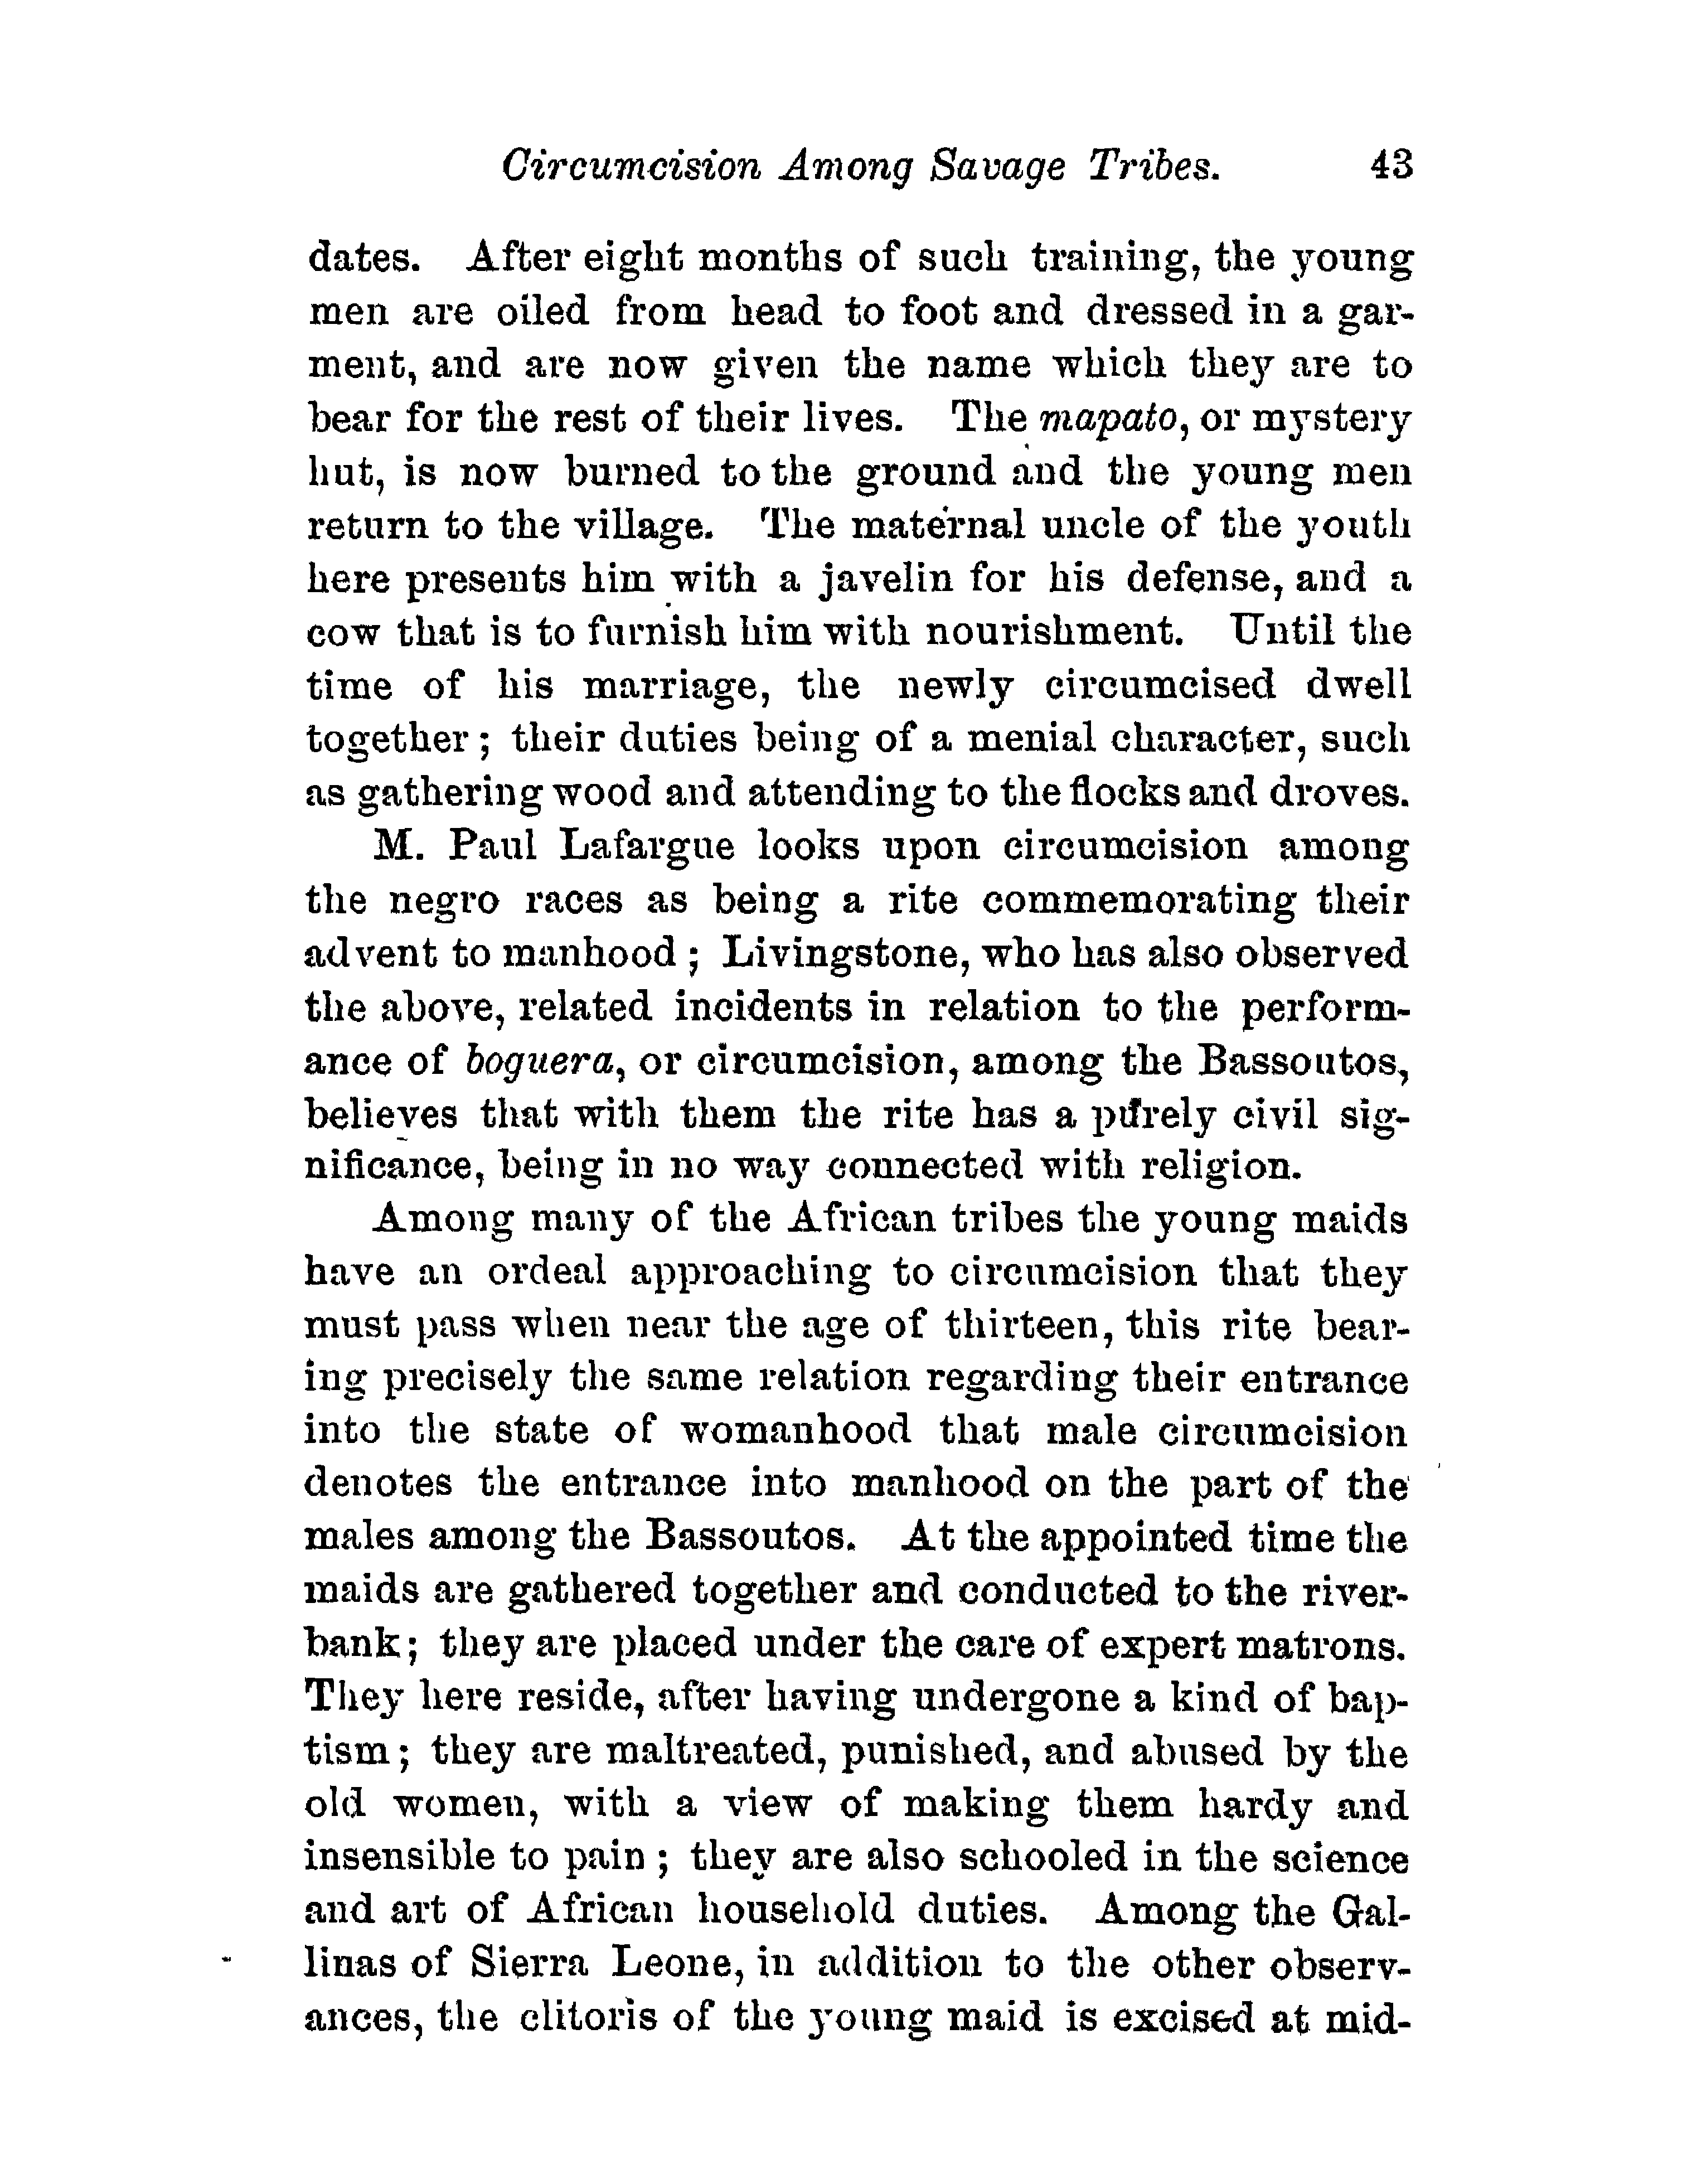 Circumcision Among Savage Tribes. 43
dates. After eight months of such training, the young
men are oiled from head to foot and dressed in a gar-
ment, and are now given the name which they are to
bear for the rest of their lives. The mapato, or mystery
hut, is now burned to the ground and the young men
return to the village. The maternal uncle of the youth
here presents him with a javelin for his defense, and a
cow that is to furnish him with nourishment. Until the
time of his marriage, the newly circumcised dwell
together; their duties being of a menial character, such
as gathering wood and attending to the flocks and droves.
M. Paul Lafargue looks upon circumcision among
the negro races as being a rite commemorating their
advent to manhood; Livingstone, who has also observed
the above, related incidents in relation to the perform-
ance of boguera, or circumcision, among the Bassoutos,
believes that with them the rite has a purely civil sig-
nificance, being in no way connected with religion.
Among many of the African tribes the young maids
have an ordeal approaching to circumcision that they
must pass when near the age of thirteen, this rite bear-
ing precisely the same relation regarding their entrance
into the state of womanhood that male circumcision
denotes the entrance into manhood on the part of the
males among the Bassoutos. At the appointed time the
maids are gathered together and conducted to the river-
bank; they are placed under the care of expert matrons.
They here reside, after having undergone a kind of bap-
tism; they are maltreated, punished, and abused by the
old women, with a view of making them hardy and
insensible to pain; they are also schooled in the science
and art of African household duties. Among the Gal-
linas of Sierra Leone, in addition to the other observ-
ances, the clitoris of the young maid is excised at mid-